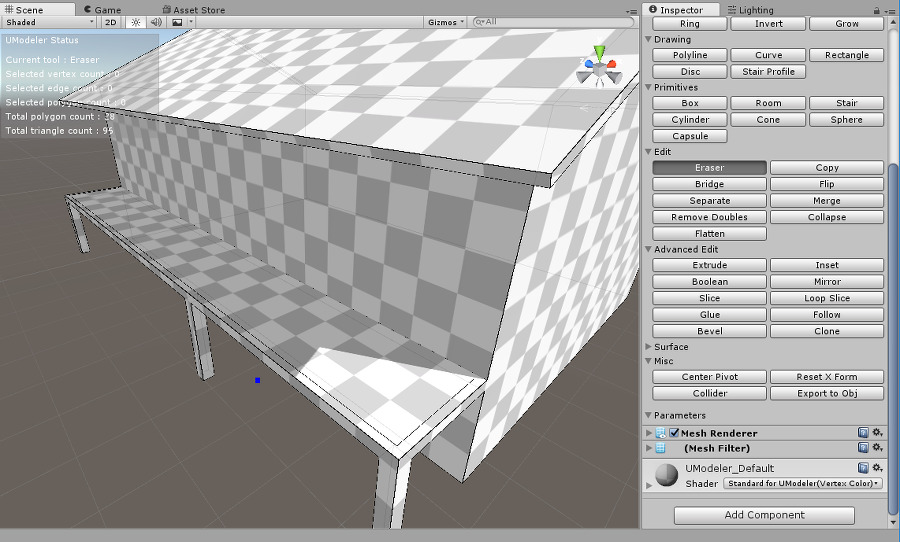 Scene Game Asset Store
Shaded 2D Gizmos All
UModeler Status
Current tool : Eraser
Selected vertex count : 0
Selected edge count : 0
Selected polygon count : 0
Total polygon count : 38
Total triangle count : 95
Inspector Lighting
Ring Invert Grow
Drawing
Polyline Curve Rectangle
Disc Stair Profile
Primitives
Box Room Stair
Cylinder Cone Sphere
Capsule
Edit
Eraser Copy
Bridge Flip
Separate Merge
Remove Doubles Collapse
Flatten
Advanced Edit
Extrude Inset
Boolean Mirror
Slice Loop Slice
Glue Follow
Bevel Clone
Surface
Misc
Center Pivot Reset X Form
Collider Export to Obj
Parameters
Mesh Renderer
(Mesh Filter)
UModeler_Default
Shader Standard for UModeler(Vertex Color)
Add Component